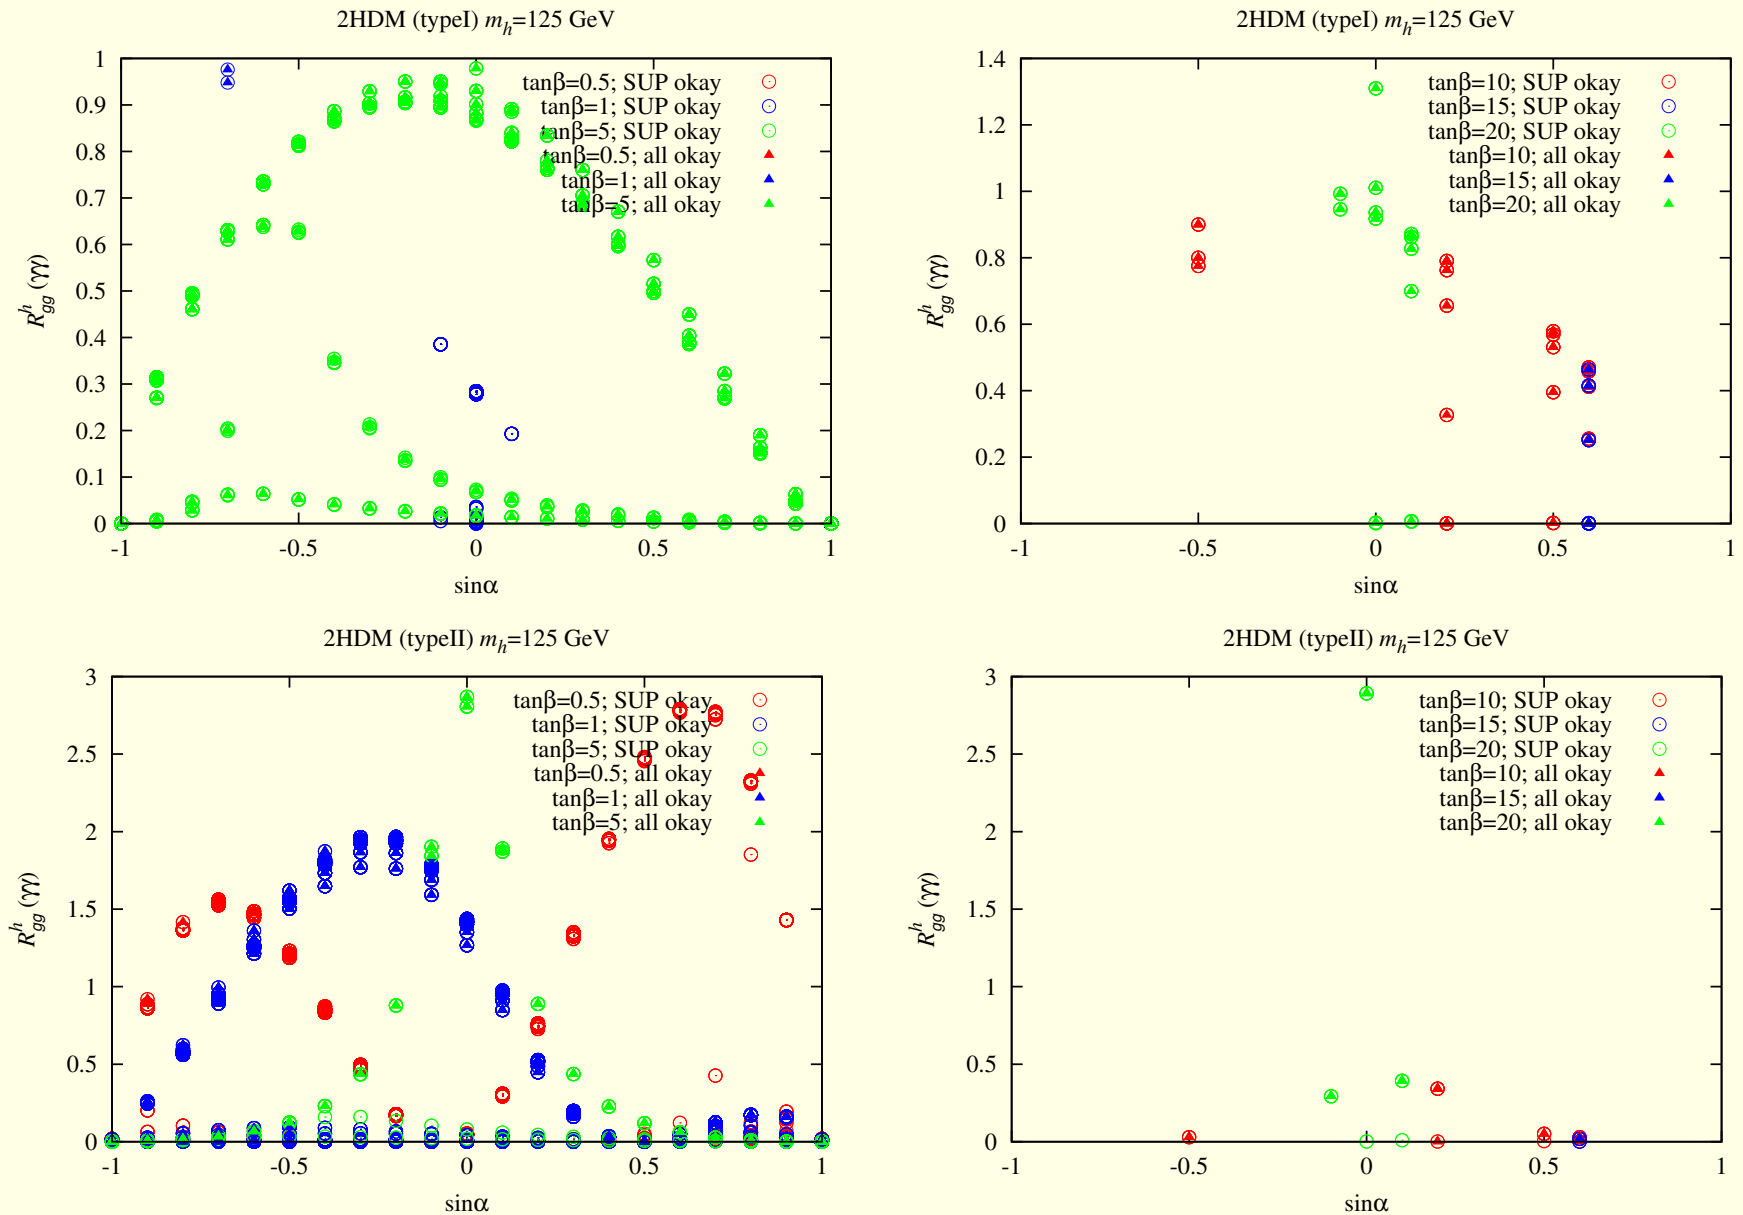 2HDM (typeI) m_h=125 GeV
R^h_gg (γγ)
1
0.9
0.8
0.7
0.6
0.5
0.4
0.3
0.2
0.1
0
-1
-0.5
0
0.5
1
sinα
tanβ=0.5; SUP okay
tanβ=1; SUP okay
tanβ=5; SUP okay
tanβ=0.5; all okay
tanβ=1; all okay
tanβ=5; all okay
2HDM (typeI) m_h=125 GeV
R^h_gg (γγ)
1.4
1.2
1
0.8
0.6
0.4
0.2
0
-1
-0.5
0
0.5
1
sinα
tanβ=10; SUP okay
tanβ=15; SUP okay
tanβ=20; SUP okay
tanβ=10; all okay
tanβ=15; all okay
tanβ=20; all okay
2HDM (typeII) m_h=125 GeV
R^h_gg (γγ)
3
2.5
2
1.5
1
0.5
0
-1
-0.5
0
0.5
1
sinα
tanβ=0.5; SUP okay
tanβ=1; SUP okay
tanβ=5; SUP okay
tanβ=0.5; all okay
tanβ=1; all okay
tanβ=5; all okay
2HDM (typeII) m_h=125 GeV
R^h_gg (γγ)
3
2.5
2
1.5
1
0.5
0
-1
-0.5
0
0.5
1
sinα
tanβ=10; SUP okay
tanβ=15; SUP okay
tanβ=20; SUP okay
tanβ=10; all okay
tanβ=15; all okay
tanβ=20; all okay